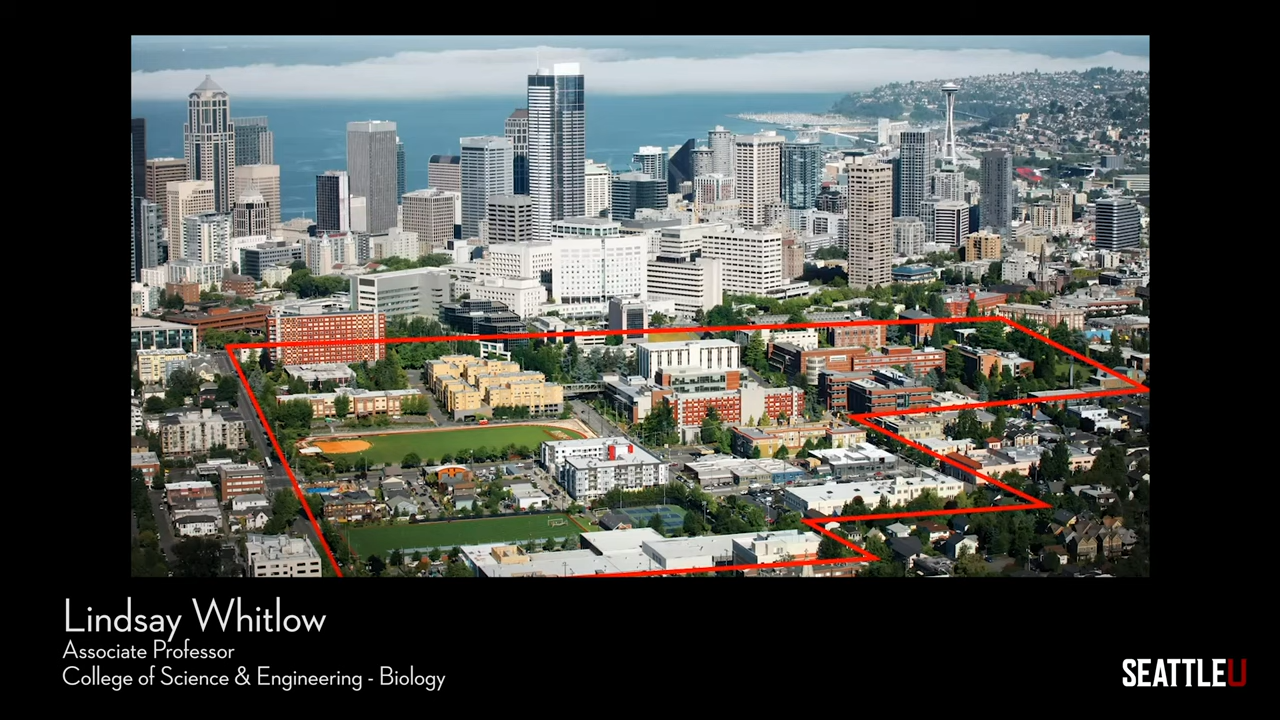 Lindsay Whitlow
Associate Professor
College of Science & Engineering - Biology
SEATTLEU